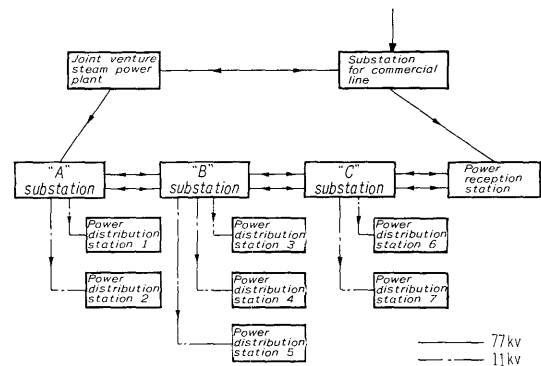 Joint venture
steam power
plant
Substation
for commercial
line
"A"
substation
"B"
substation
"C"
substation
Power
reception
station
Power
distribution
station 1
Power
distribution
station 3
Power
distribution
station 6
Power
distribution
station 2
Power
distribution
station 4
Power
distribution
station 7
Power
distribution
station 5
77kv
11kv